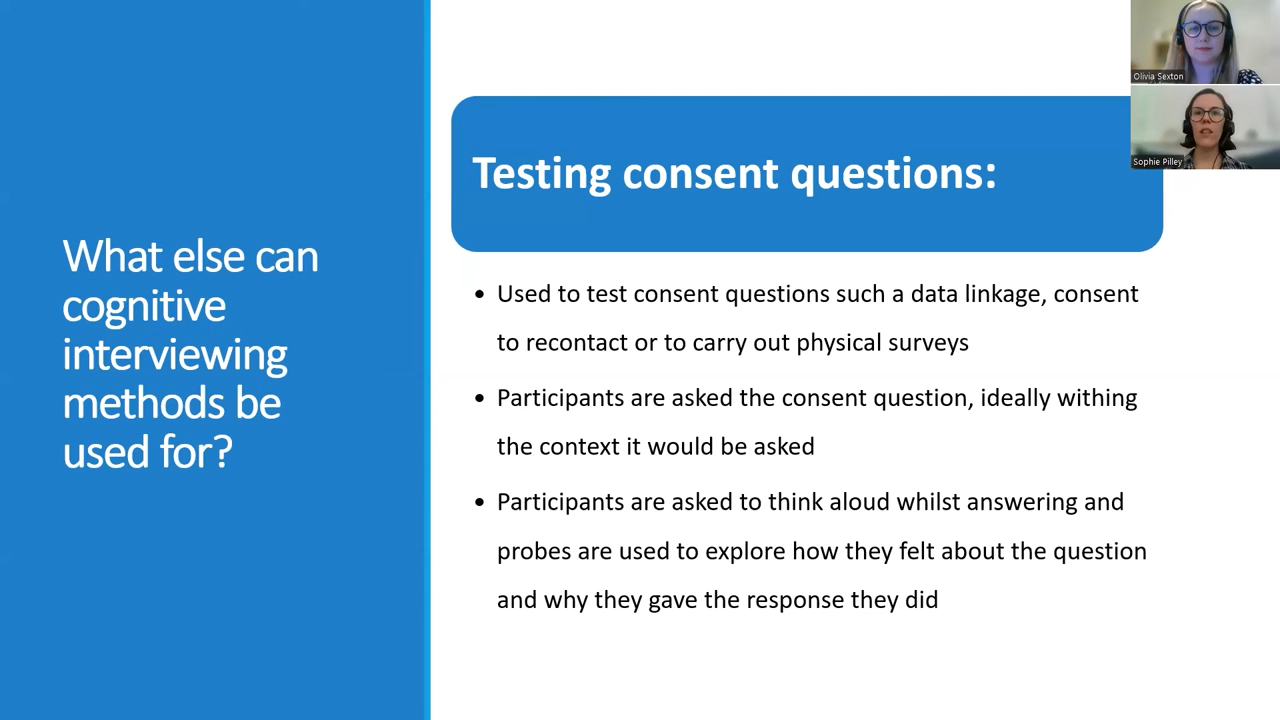 What else can
cognitive
interviewing
methods be
used for?
Testing consent questions:
• Used to test consent questions such a data linkage, consent
to recontact or to carry out physical surveys
• Participants are asked the consent question, ideally withing
the context it would be asked
• Participants are asked to think aloud whilst answering and
probes are used to explore how they felt about the question
and why they gave the response they did
Olivia Sexton
Sophie Pilley